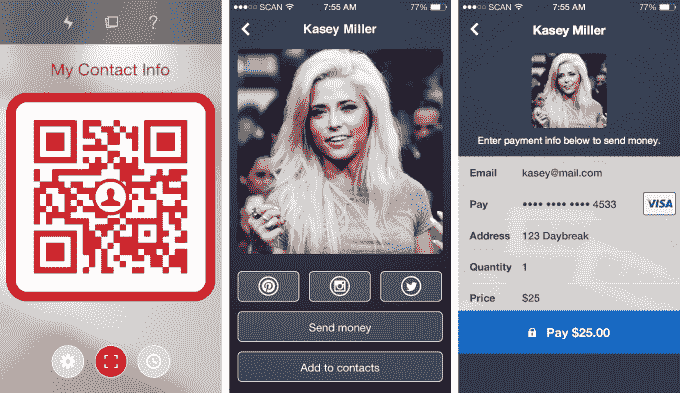 ?
My Contact Info
●●●○○ SCAN 7:55 AM 77%
Kasey Miller
Send money
Add to contacts
●●●○○ SCAN 7:55 AM 77%
Kasey Miller
Enter payment info below to send money.
Email kasey@mail.com
Pay •••• •••• •••• 4533 VISA
Address 123 Daybreak
Quantity 1
Price $25
Pay $25.00